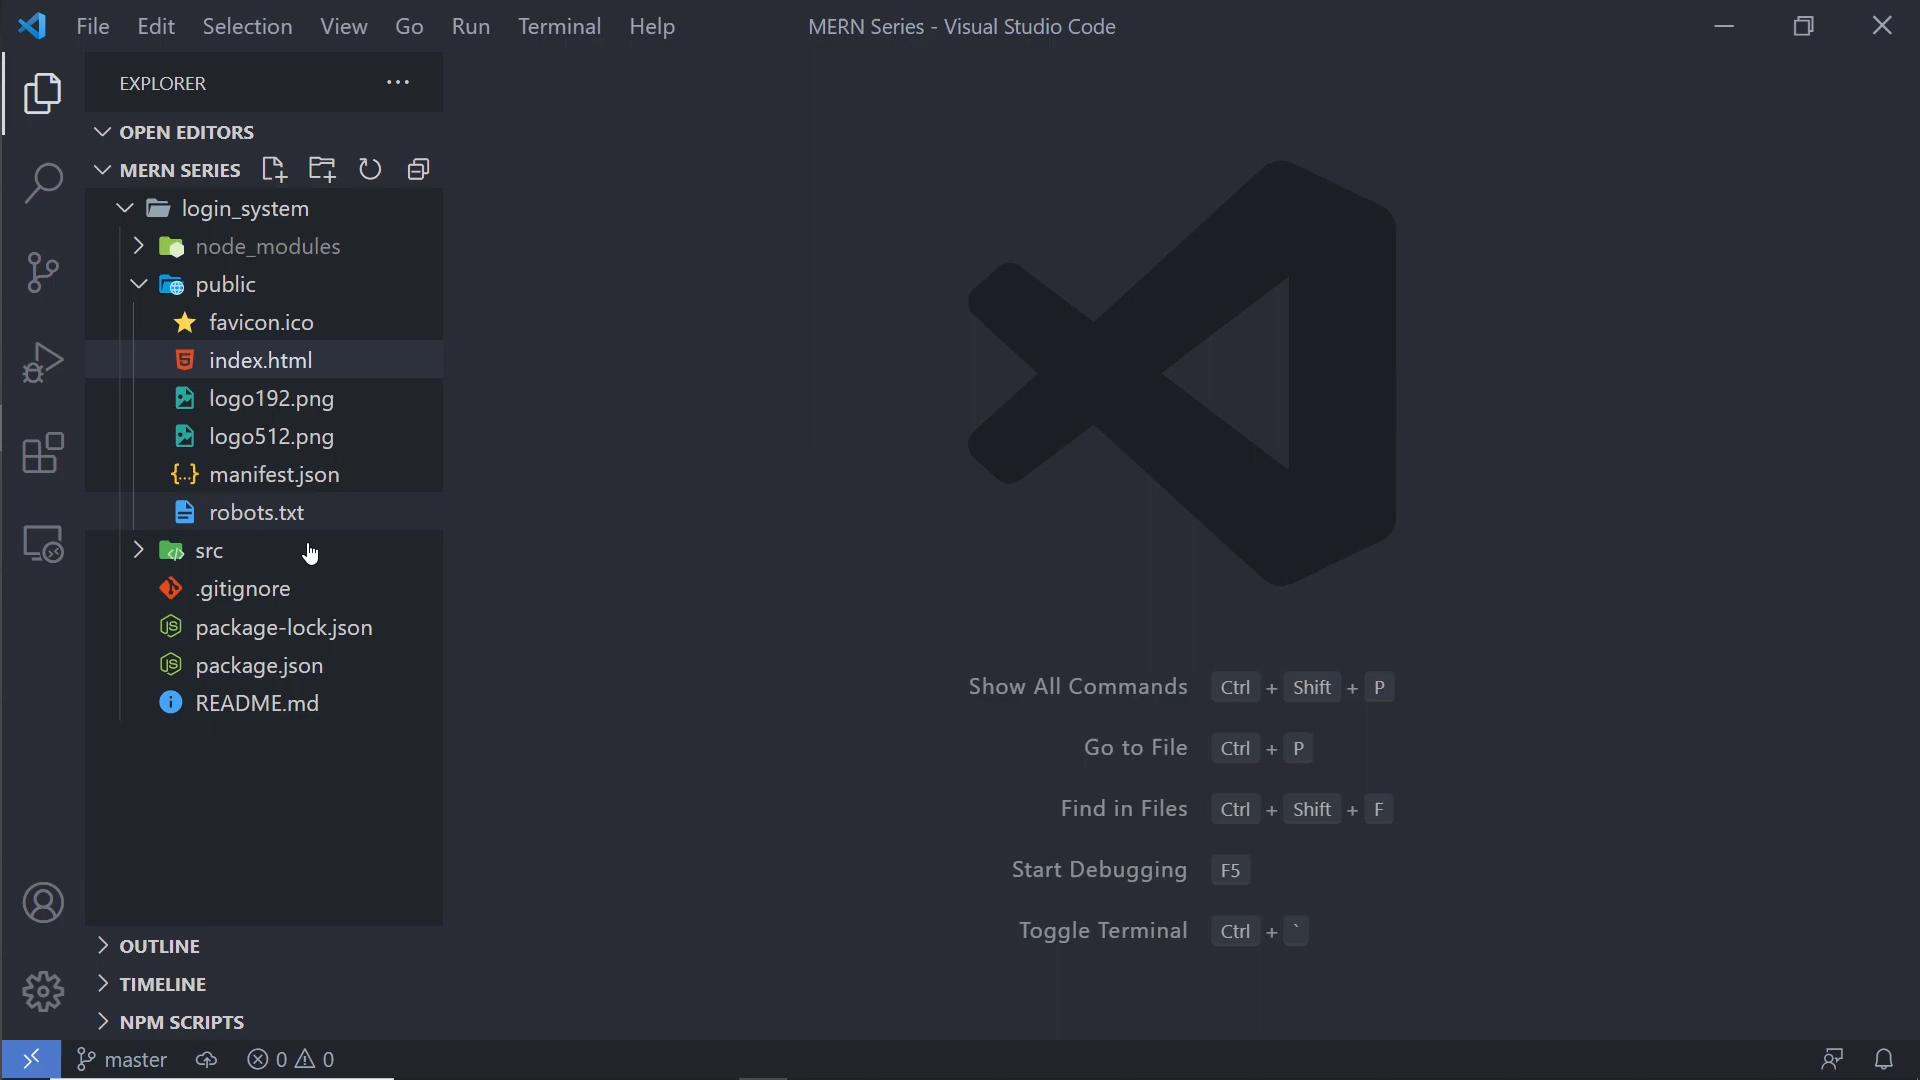 File Edit Selection View Go Run Terminal Help MERN Series - Visual Studio Code
EXPLORER
OPEN EDITORS
MERN SERIES
login_system
node_modules
public
favicon.ico
index.html
logo192.png
logo512.png
manifest.json
robots.txt
src
.gitignore
package-lock.json
package.json
README.md
OUTLINE
TIMELINE
NPM SCRIPTS
Show All Commands Ctrl + Shift + P
Go to File Ctrl + P
Find in Files Ctrl + Shift + F
Start Debugging F5
Toggle Terminal Ctrl + `
master 0 0